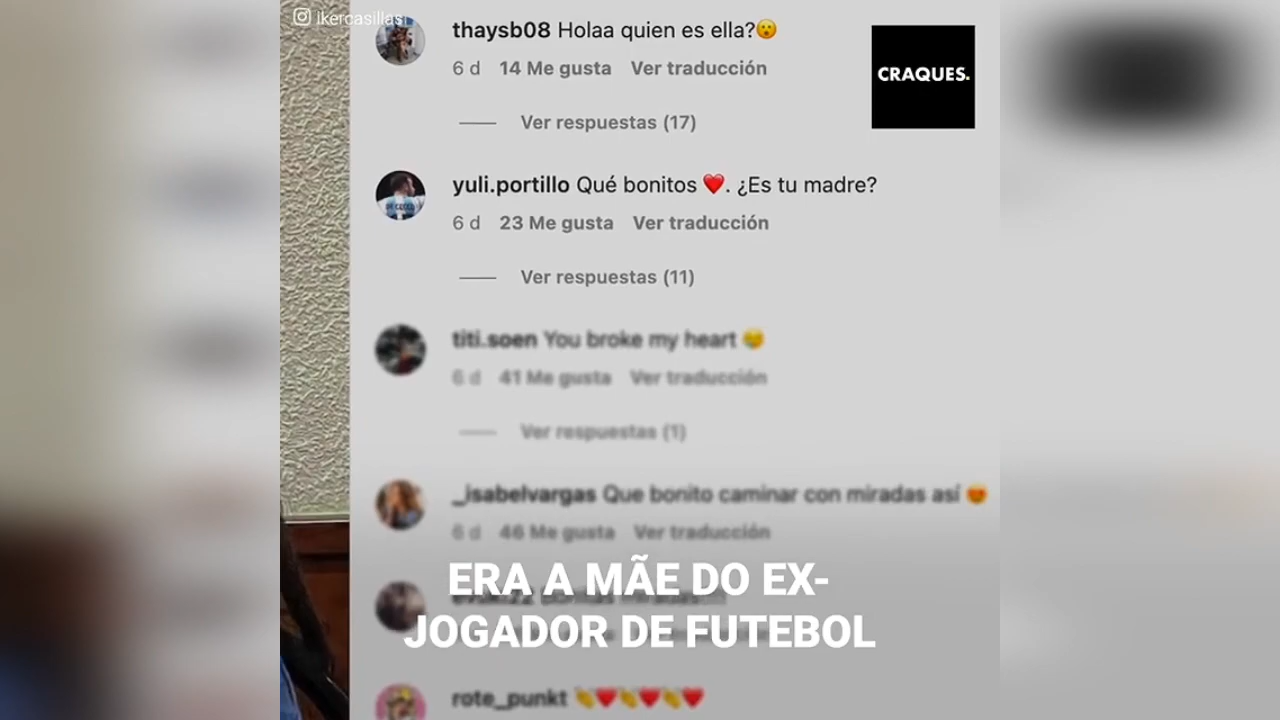 ikercasillas
thaysb08 Holaa quien es ella?😮
6 d 14 Me gusta Ver traducción
CRAQUES.
Ver respuestas (17)
yuli.portillo Qué bonitos ❤️. ¿Es tu madre?
6 d 23 Me gusta Ver traducción
Ver respuestas (11)
titi.soen You broke my heart 😢
6 d 41 Me gusta Ver traducción
Ver respuestas (1)
_isabelvargas Que bonito caminar con miradas así 😍
6 d 46 Me gusta Ver traducción
ERA A MÃE DO EX-
JOGADOR DE FUTEBOL
rote_punkt 👏❤️👏❤️👏❤️